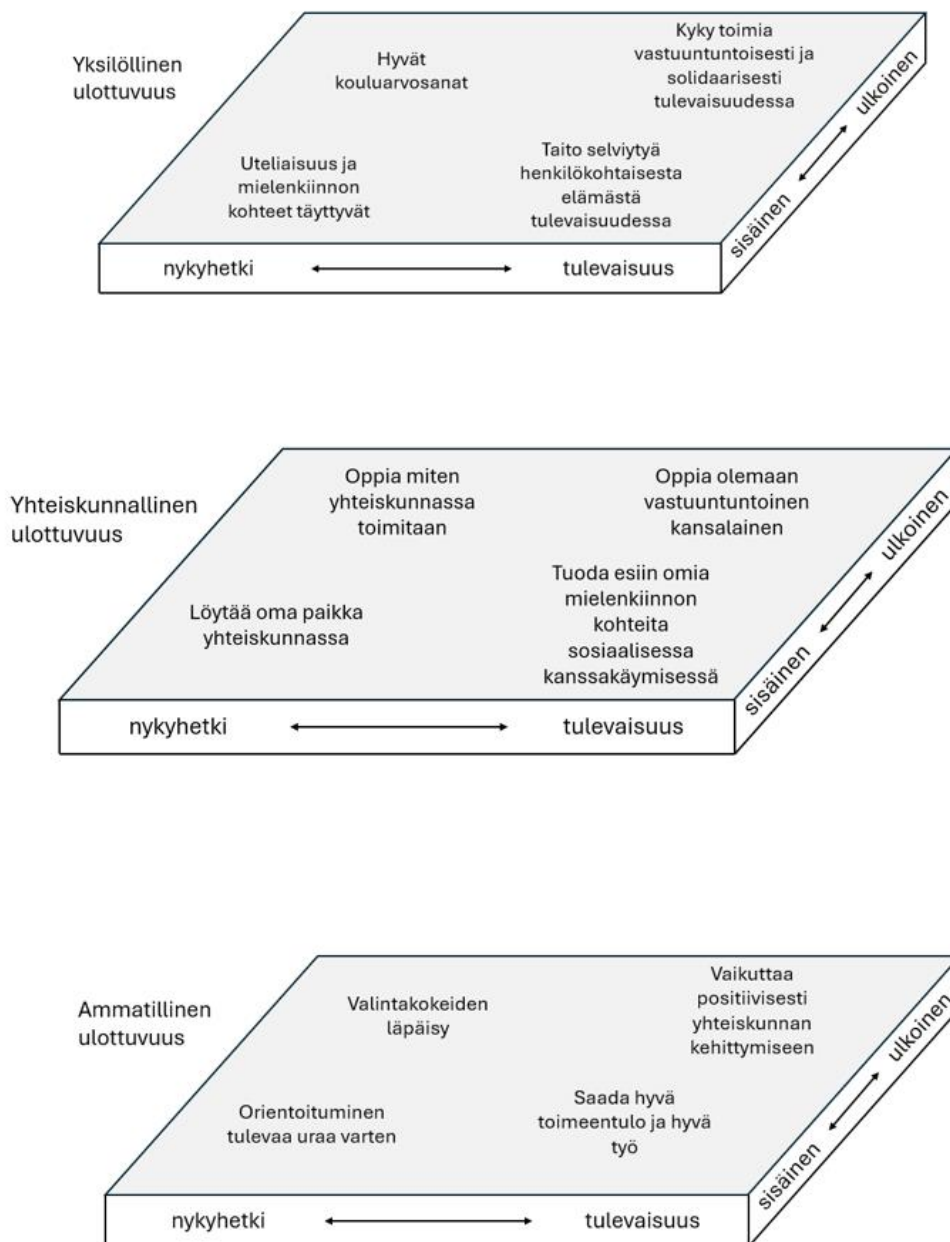 Yksilöllinen
ulottuvuus
Hyvät
kouluarvosanat
Kyky toimia
vastuuntuntoisesti ja
solidaarisesti
tulevaisuudessa
Uteliaisuus ja
mielenkiinnon
kohteet täyttyvät
Taito selviytyä
henkilökohtaisesta
elämästä
tulevaisuudessa
ulkoinen
sisäinen
nykyhetki
tulevaisuus
Yhteiskunnallinen
ulottuvuus
Oppia miten
yhteiskunnassa
toimitaan
Oppia olemaan
vastuuntuntoinen
kansalainen
Löytää oma paikka
yhteiskunnassa
Tuoda esiin omia
mielenkiinnon
kohteita
sosiaalisessa
kanssakäymisessä
ulkoinen
sisäinen
nykyhetki
tulevaisuus
Ammatillinen
ulottuvuus
Valintakokeiden
läpäisy
Vaikuttaa
positiivisesti
yhteiskunnan
kehittymiseen
Orientoituminen
tulevaa uraa varten
Saada hyvä
toimeentulo ja hyvä
työ
ulkoinen
sisäinen
nykyhetki
tulevaisuus